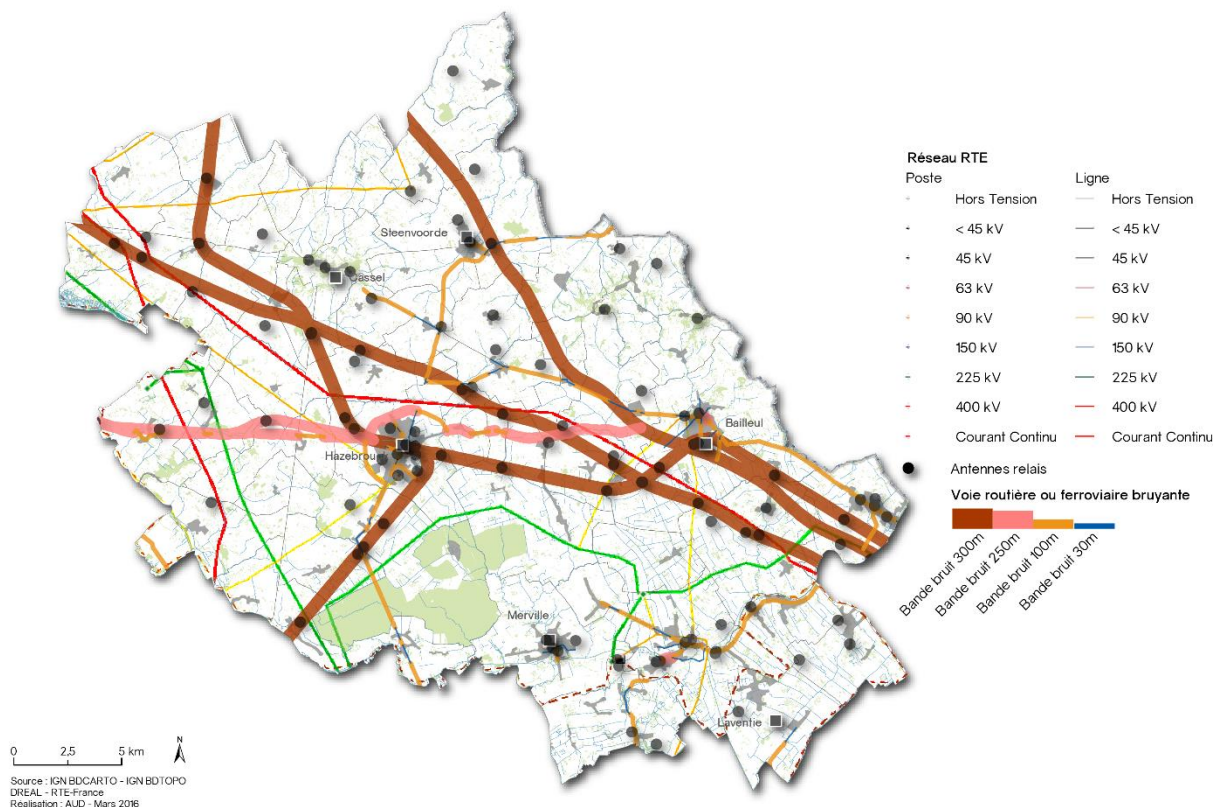 Steenvoorde
Cassel
Bailleul
Hazebrouck
Merville
Laventie
Réseau RTE
Poste
Ligne
Hors Tension
Hors Tension
< 45 kV
< 45 kV
45 kV
45 kV
63 kV
63 kV
90 kV
90 kV
150 kV
150 kV
225 kV
225 kV
400 kV
400 kV
Courant Continu
Courant Continu
Antennes relais
Voie routière ou ferroviaire bruyante
Bande bruit 300m
Bande bruit 250m
Bande bruit 100m
Bande bruit 30m
N
0 2,5 5 km
Source : IGN BDCARTO - IGN BDTOPO
DREAL - RTE-France
Réalisation : AUD - Mars 2016